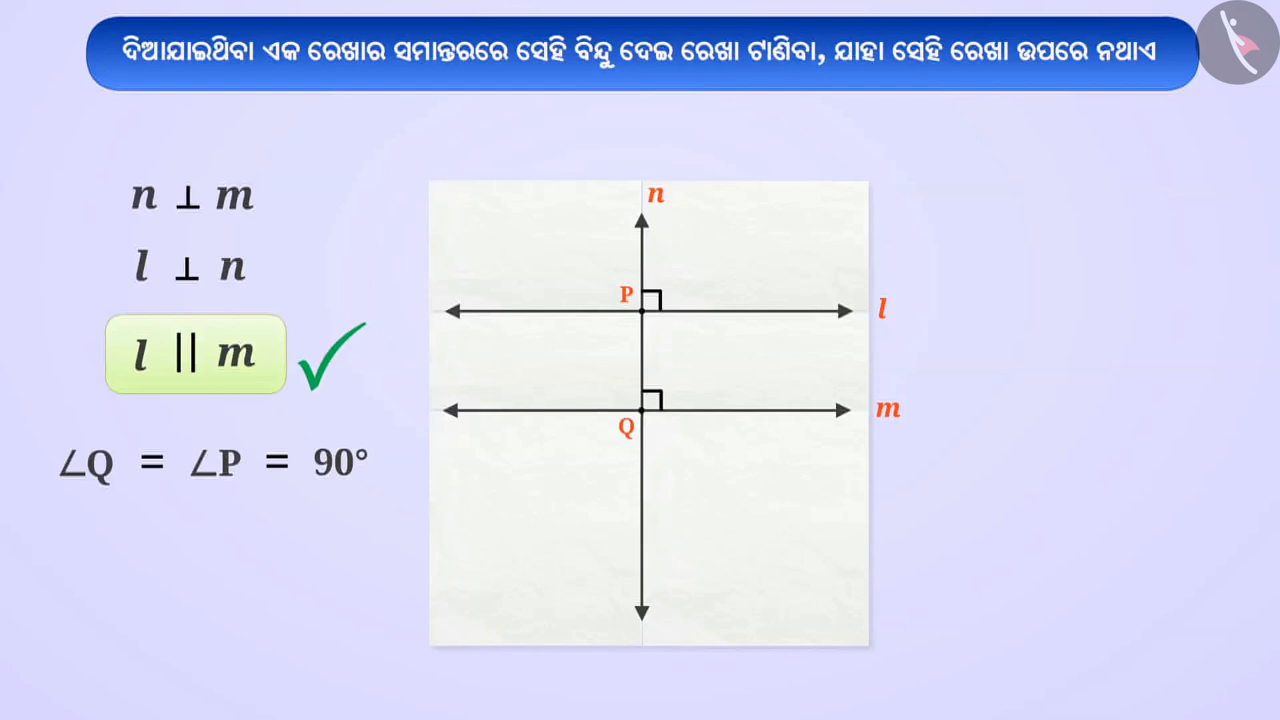 ଦିଆଯାଇଥିବା ଏକ ରେଖାର ସମାନ୍ତରରେ ସେହି ବିନ୍ଦୁ ଦେଇ ରେଖା ଟାଣିବା, ଯାହା ସେହି ରେଖା ଉପରେ ନଥାଏ
n ⊥ m
l ⊥ n
l || m
∠Q = ∠P = 90°
n
P
l
m
Q